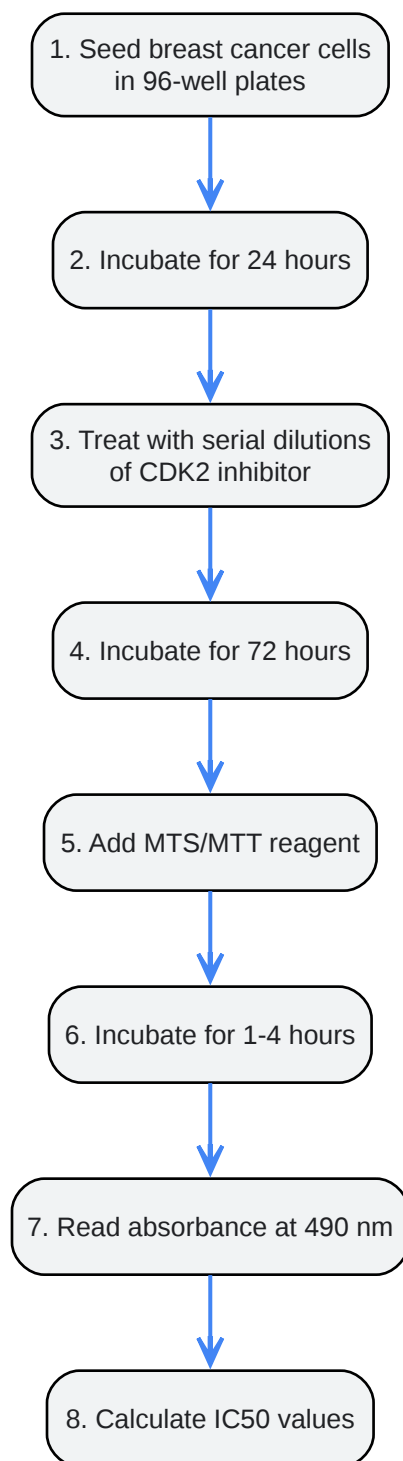 1. Seed breast cancer cells
in 96-well plates
2. Incubate for 24 hours
3. Treat with serial dilutions
of CDK2 inhibitor
4. Incubate for 72 hours
5. Add MTS/MTT reagent
6. Incubate for 1-4 hours
7. Read absorbance at 490 nm
8. Calculate IC50 values